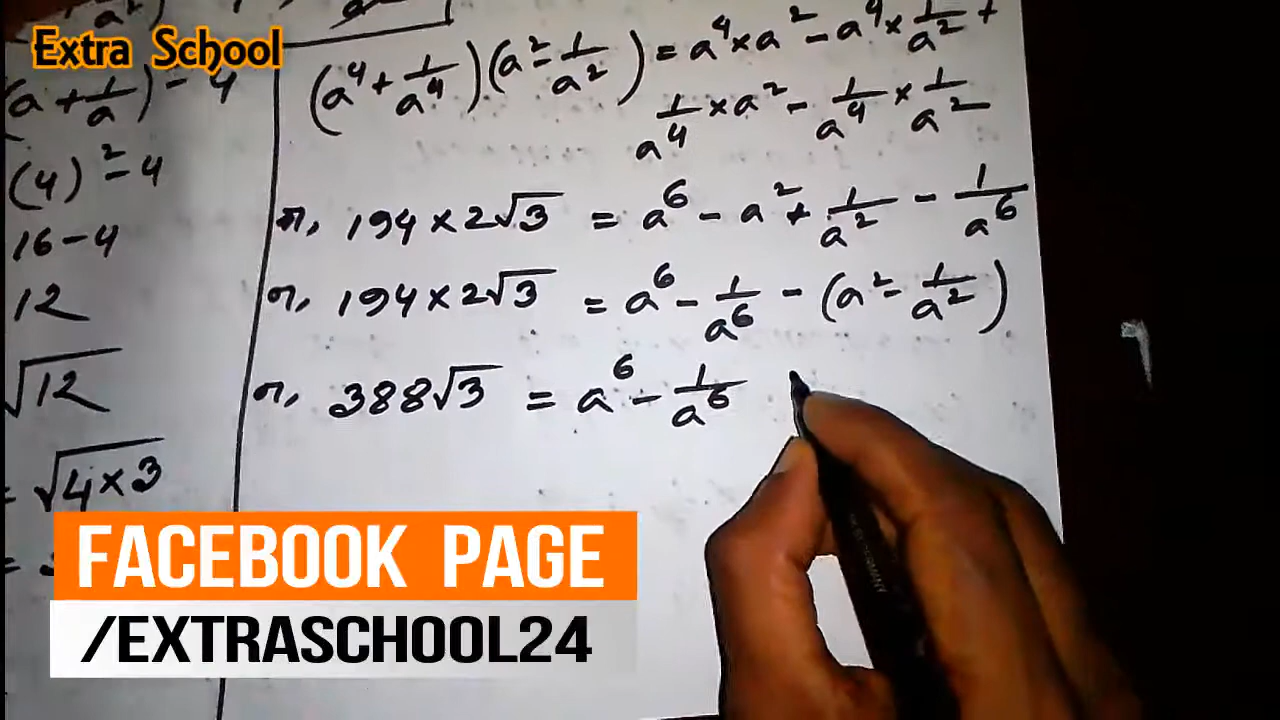 Extra School
(a + 1/a)² - 4
(4)² - 4
16 - 4
12
√12
= √4×3
(a⁴ + 1/a⁴)(a² - 1/a²) = a⁴×a² - a⁴×1/a² +
1/a⁴ × a² - 1/a⁴ × 1/a²
বা, 194×2√3 = a⁶ - a² + 1/a² - 1/a⁶
বা, 194×2√3 = a⁶ - 1/a⁶ - (a² - 1/a²)
বা, 388√3 = a⁶ - 1/a⁶
FACEBOOK PAGE
/EXTRASCHOOL24